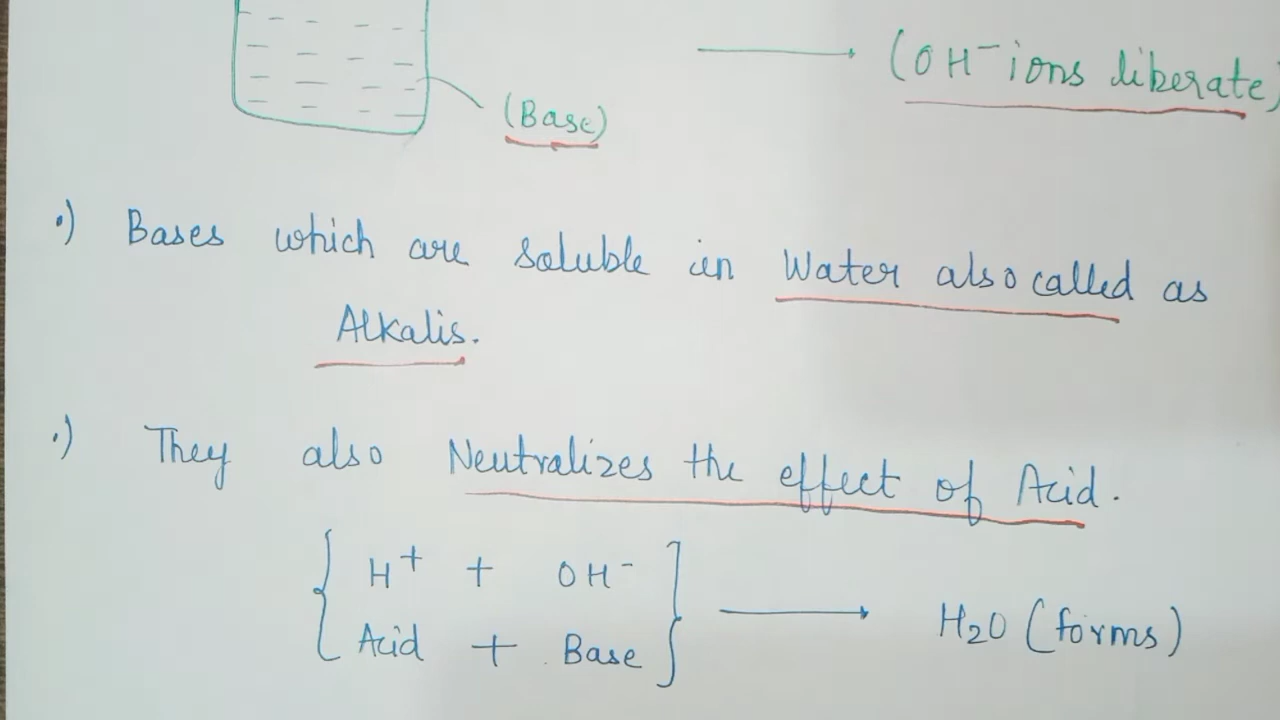 (OH⁻ ions liberate)
(Base)
•) Bases which are soluble in Water also called as
Alkalis.
•) They also Neutralizes the effect of Acid.
{ H⁺ + OH⁻ }
Acid + Base
→ H₂O (forms)